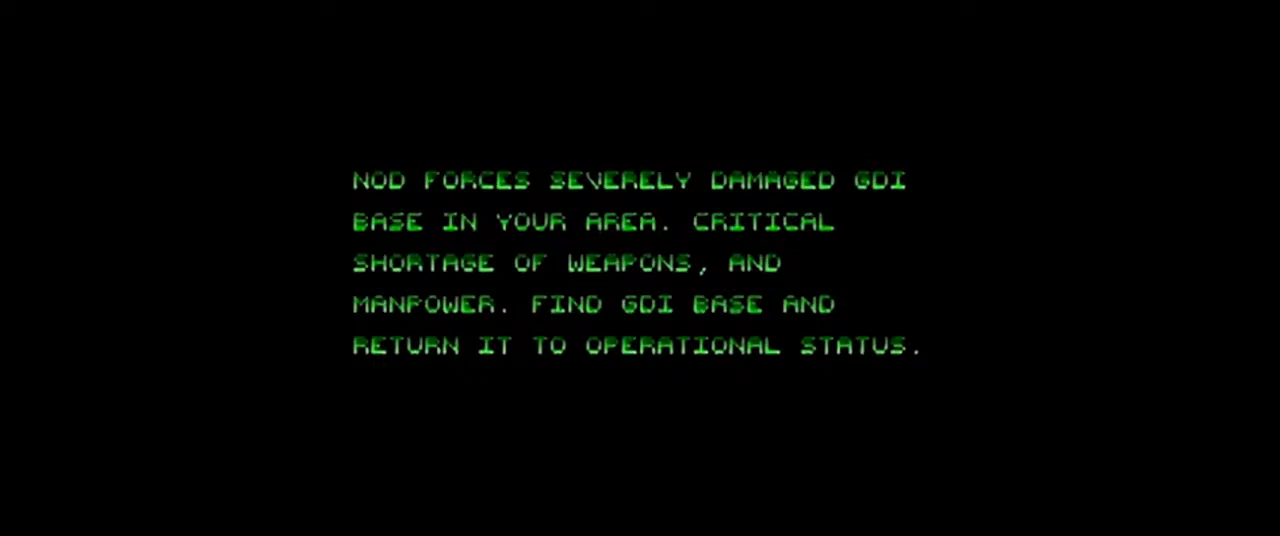 NOD FORCES SEVERELY DAMAGED GDI
BASE IN YOUR AREA. CRITICAL
SHORTAGE OF WEAPONS, AND
MANPOWER. FIND GDI BASE AND
RETURN IT TO OPERATIONAL STATUS.